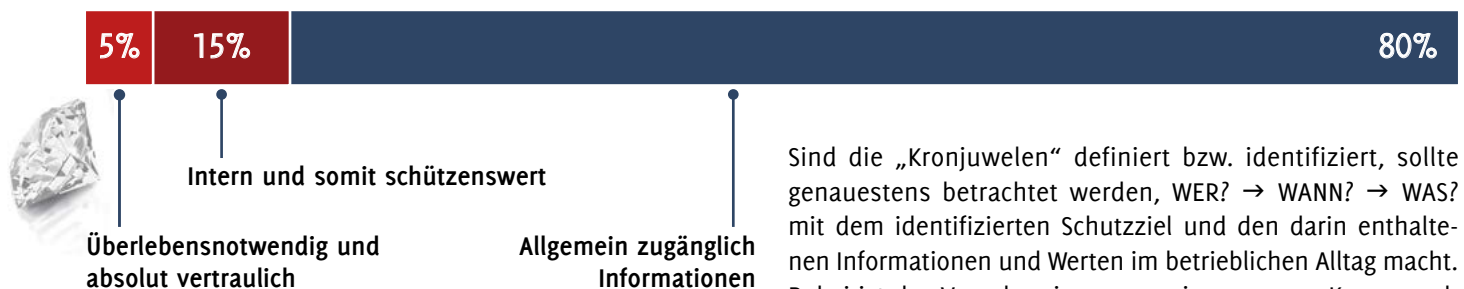 5% 15% 80%
Intern und somit schützenswert
Überlebensnotwendig und
absolut vertraulich
Allgemein zugänglich
Informationen
Sind die „Kronjuwelen“ definiert bzw. identifiziert, sollte
genauestens betrachtet werden, WER? → WANN? → WAS?
mit dem identifizierten Schutzziel und den darin enthalte-
nen Informationen und Werten im betrieblichen Alltag macht.